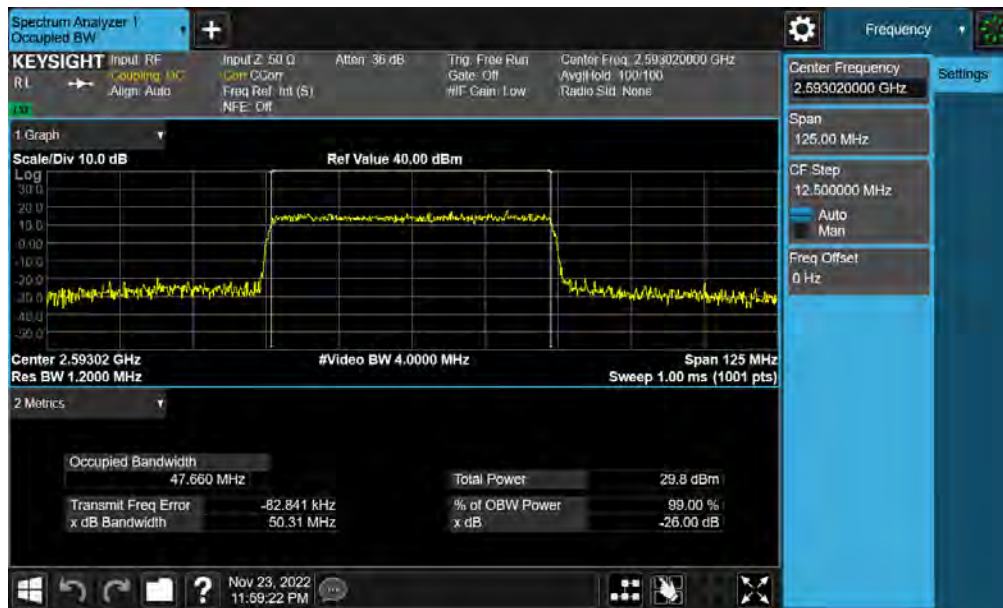 Spectrum Analyzer 1
Occupied BW
Frequency
KEYSIGHT
Input: RF
Coupling: DC
Align: Auto
Input Z: 50 Ω
Corr CCorr
Freq Ref: Int (S)
NFE: Off
Atten: 36 dB
Trig: Free Run
Gate: Off
#IF Gain: Low
Center Freq: 2.593020000 GHz
Avg|Hold: 100/100
Radio Std: None
RL
Center Frequency
2.593020000 GHz
Settings
Span
125.00 MHz
CF Step
12.500000 MHz
Auto
Man
Freq Offset
0 Hz
1 Graph
Scale/Div 10.0 dB
Ref Value 40.00 dBm
Log
30.0
20.0
10.0
0.00
-10.0
-20.0
-30.0
-40.0
-50.0
Center 2.59302 GHz
#Video BW 4.0000 MHz
Span 125 MHz
Res BW 1.2000 MHz
Sweep 1.00 ms (1001 pts)
2 Metrics
Occupied Bandwidth
47.660 MHz
Total Power 29.8 dBm
Transmit Freq Error -82.841 kHz
% of OBW Power 99.00 %
x dB Bandwidth 50.31 MHz
x dB -26.00 dB
Nov 23, 2022
11:59:22 PM